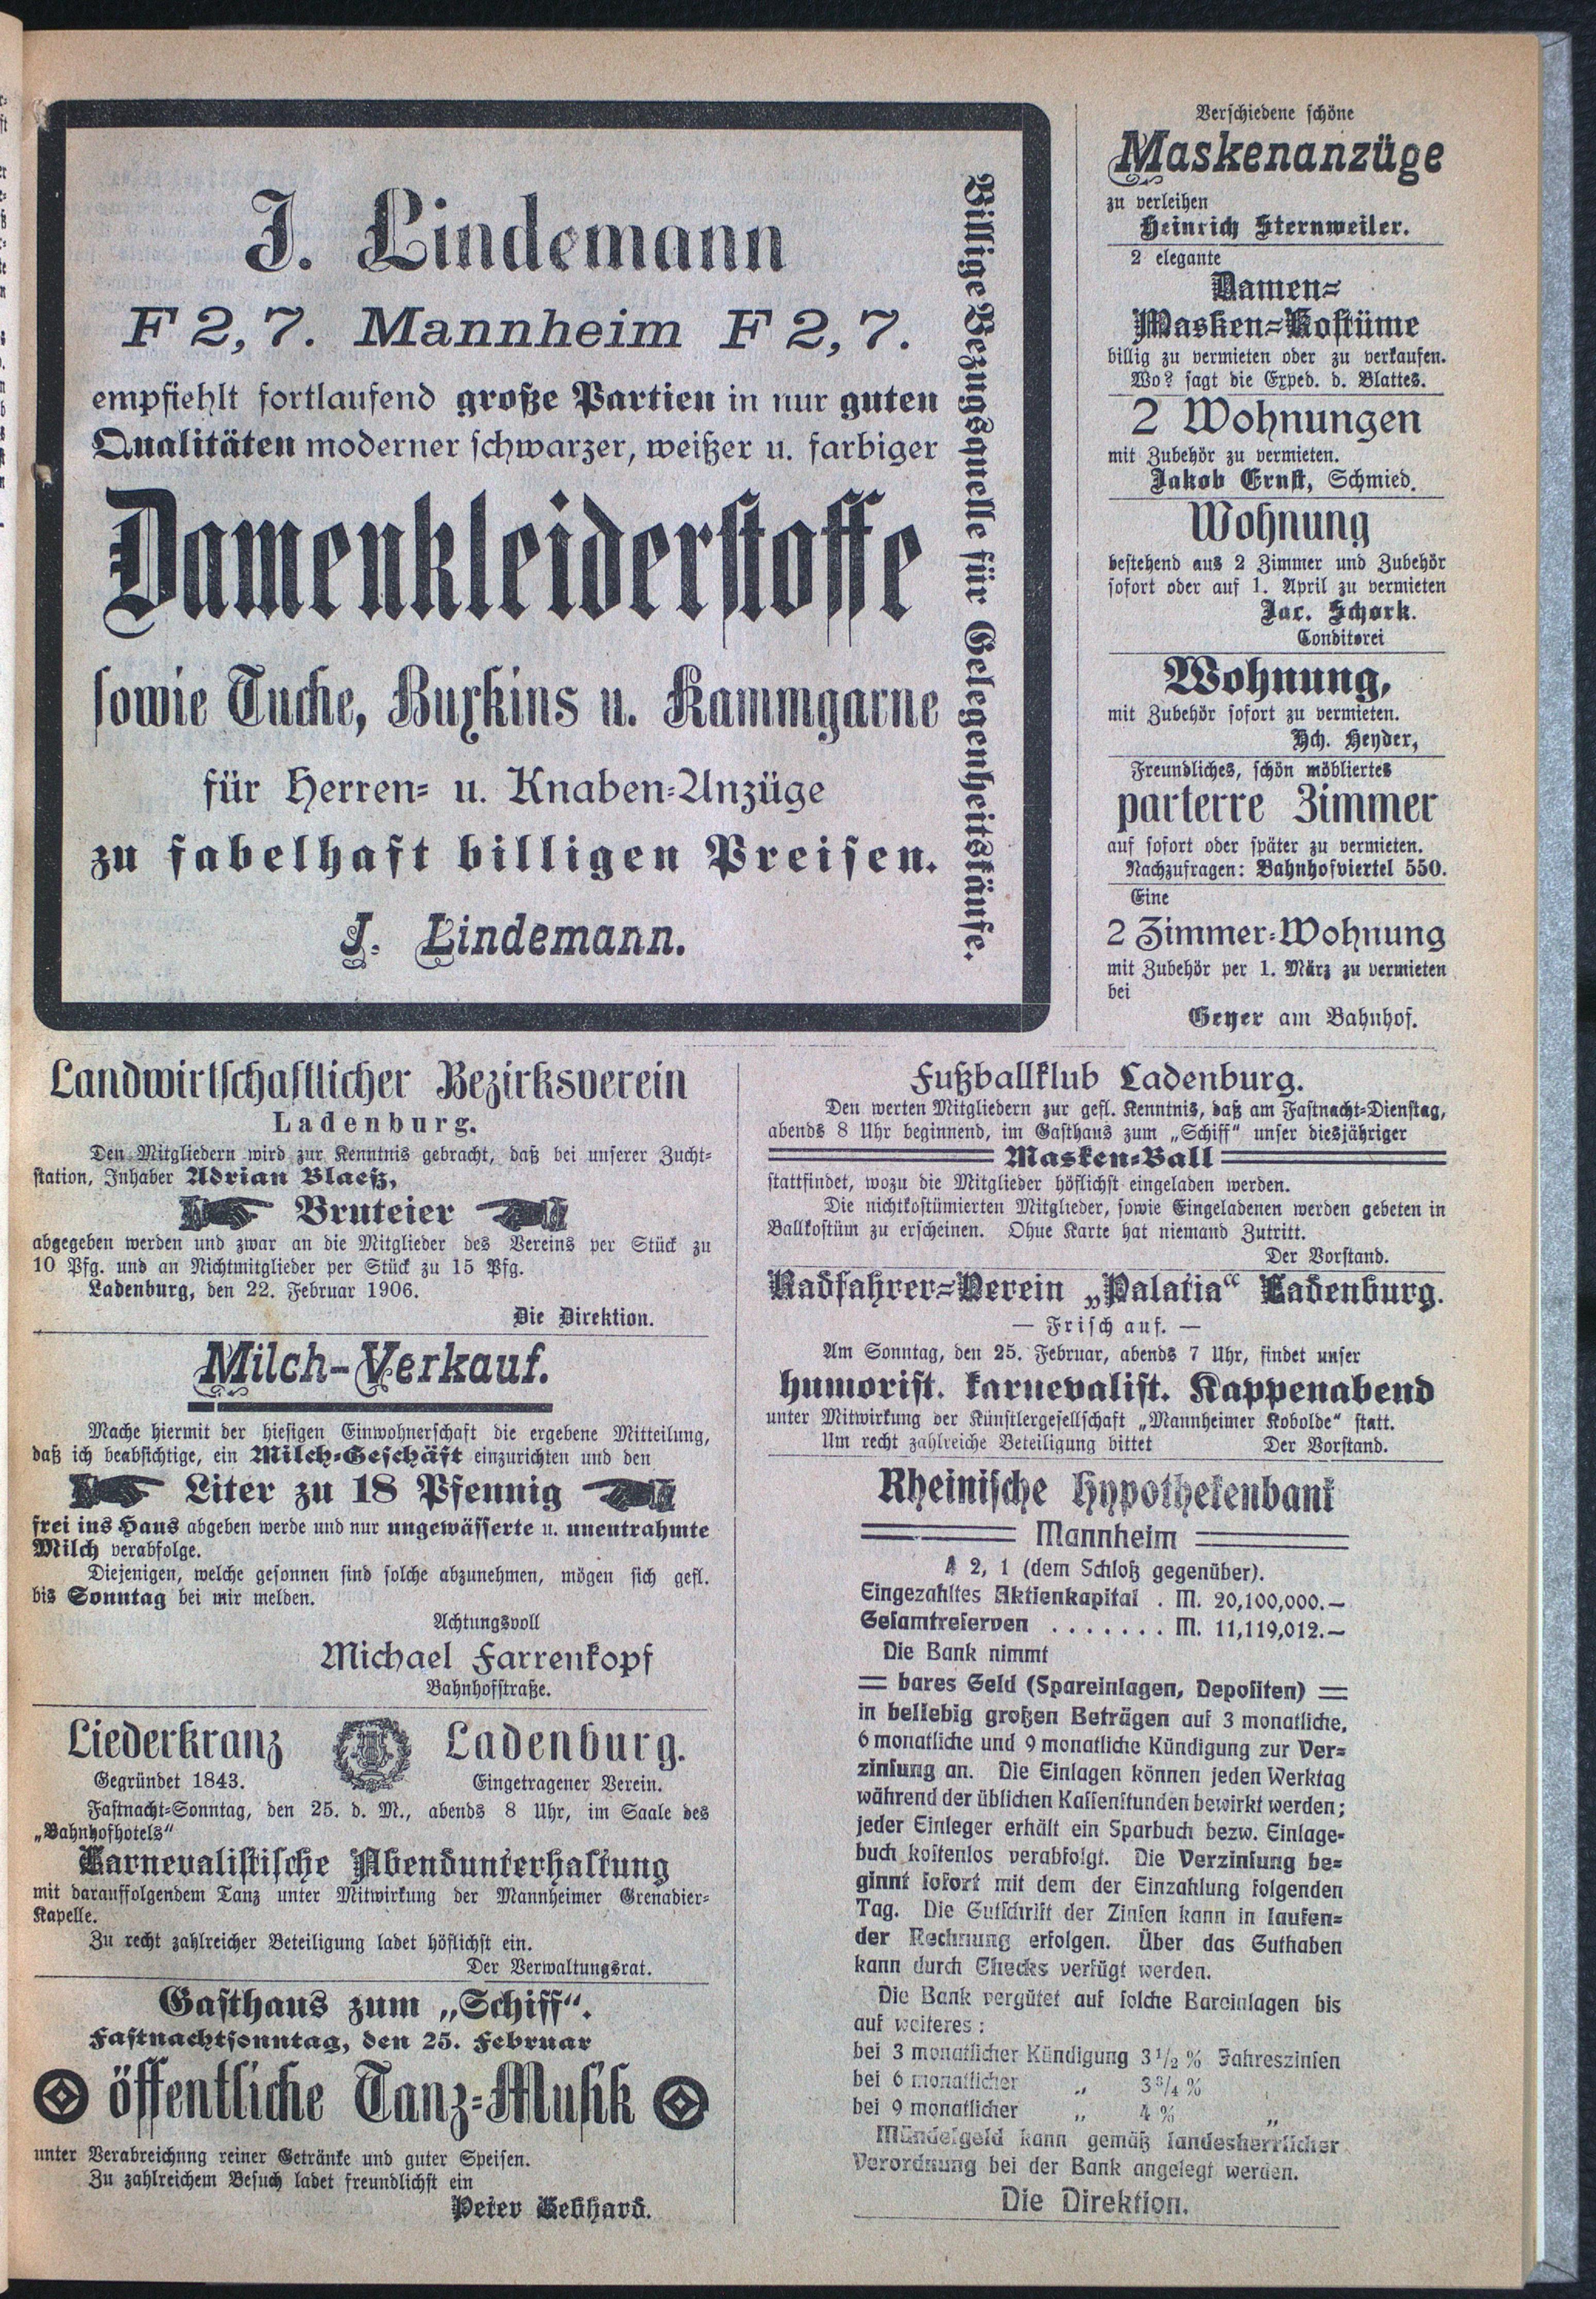 J. Lindemann
F 2, 7. Mannheim F 2, 7.
empfiehlt fortlaufend große Partien in nur guten
Qualitäten moderner schwarzer, weißer u. farbiger
Damenkleiderstoffe
sowie Tuche, Buxkins u. Kammgarne
für Herren- u. Knaben-Anzüge
zu fabelhaft billigen Preisen.
J. Lindemann.
Billige Bezugsquelle für Gelegenheitskäufe.
Verschiedene schöne
Maskenanzüge
zu verleihen
Heinrich Sternweiler.
2 elegante
Damen-
Masken-Kostüme
billig zu vermieten oder zu verkaufen.
Wo? sagt die Exped. d. Blattes.
2 Wohnungen
mit Zubehör zu vermieten.
Jakob Ernst, Schmied.
Wohnung
bestehend aus 2 Zimmer und Zubehör
sofort oder auf 1. April zu vermieten
Jac. Schork.
Conditorei
Wohnung,
mit Zubehör sofort zu vermieten.
Hch. Heyder,
Freundliches, schön möbliertes
parterre Zimmer
auf sofort oder später zu vermieten.
Nachzufragen: Bahnhofviertel 550.
Eine
2 Zimmer-Wohnung
mit Zubehör per 1. März zu vermieten
bei
Geyer am Bahnhof.
Landwirtschaftlicher Bezirksverein
Ladenburg.
Den Mitgliedern wird zur Kenntnis gebracht, daß bei unserer Zucht-
station, Inhaber Adrian Blaeß,
Bruteier
abgegeben werden und zwar an die Mitglieder des Vereins per Stück zu
10 Pfg. und an Nichtmitglieder per Stück zu 15 Pfg.
Ladenburg, den 22. Februar 1906.
Die Direktion.
Milch-Verkauf.
Mache hiermit der hiesigen Einwohnerschaft die ergebene Mitteilung,
daß ich beabsichtige, ein Milch-Geschäft einzurichten und den
Liter zu 18 Pfennig
frei ins Haus abgeben werde und nur ungewässerte u. unentrahmte
Milch verabfolge.
Diejenigen, welche gesonnen sind solche abzunehmen, mögen sich gefl.
bis Sonntag bei mir melden.
Achtungsvoll
Michael Farrenkopf
Bahnhofstraße.
Liederkranz Ladenburg.
Gegründet 1843. Eingetragener Verein.
Fastnacht-Sonntag, den 25. d. M., abends 8 Uhr, im Saale des
„Bahnhofhotels“
Karnevalistische Abendunterhaltung
mit darauffolgendem Tanz unter Mitwirkung der Mannheimer Grenadier-
Kapelle.
Zu recht zahlreicher Beteiligung ladet höflichst ein.
Der Verwaltungsrat.
Gasthaus zum „Schiff“.
Fastnachtsonntag, den 25. Februar
öffentliche Tanz-Musik
unter Verabreichnng reiner Getränke und guter Speisen.
Zu zahlreichem Besuch ladet freundlichst ein
Peter Gebhard.
Fußballklub Ladenburg.
Den werten Mitgliedern zur gefl. Kenntnis, daß am Fastnacht-Dienstag,
abends 8 Uhr beginnend, im Gasthaus zum „Schiff“ unser diesjähriger
Masken-Ball
stattfindet, wozu die Mitglieder höflichst eingeladen werden.
Die nichtkostümierten Mitglieder, sowie Eingeladenen werden gebeten in
Ballkostüm zu erscheinen. Ohne Karte hat niemand Zutritt.
Der Vorstand.
Radfahrer-Verein „Palatia“ Ladenburg.
— Frisch auf. —
Am Sonntag, den 25. Februar, abends 7 Uhr, findet unser
humorist. karnevalist. Kappenabend
unter Mitwirkung der Künstlergesellschaft „Mannheimer Kobolde“ statt.
Um recht zahlreiche Beteiligung bittet Der Vorstand.
Rheinische Hypothekenbank
Mannheim
A 2, 1 (dem Schloß gegenüber).
Eingezahltes Aktienkapital . M. 20,100,000.—
Gesamtreserven . . . . . . . M. 11,119,012.—
Die Bank nimmt
bares Geld (Spareinlagen, Depositen)
in beliebig großen Beträgen auf 3 monatliche,
6 monatliche und 9 monatliche Kündigung zur Ver-
zinsung an. Die Einlagen können jeden Werktag
während der üblichen Kassenstunden bewirkt werden;
jeder Einleger erhält ein Sparbuch bezw. Einlage-
buch kostenlos verabfolgt. Die Verzinsung be-
ginnt sofort mit dem der Einzahlung folgenden
Tag. Die Gutschrift der Zinsen kann in laufen-
der Rechnung erfolgen. Über das Guthaben
kann durch Checks verfügt werden.
Die Bank vergütet auf solche Bareinlagen bis
auf weiteres:
bei 3 monatlicher Kündigung 3 1/2 % Jahreszinsen
bei 6 monatlicher „ 3 3/4 % „
bei 9 monatlicher „ 4 % „
Mündelgeld kann gemäß landesherrlicher
Verordnung bei der Bank angelegt werden.
Die Direktion.